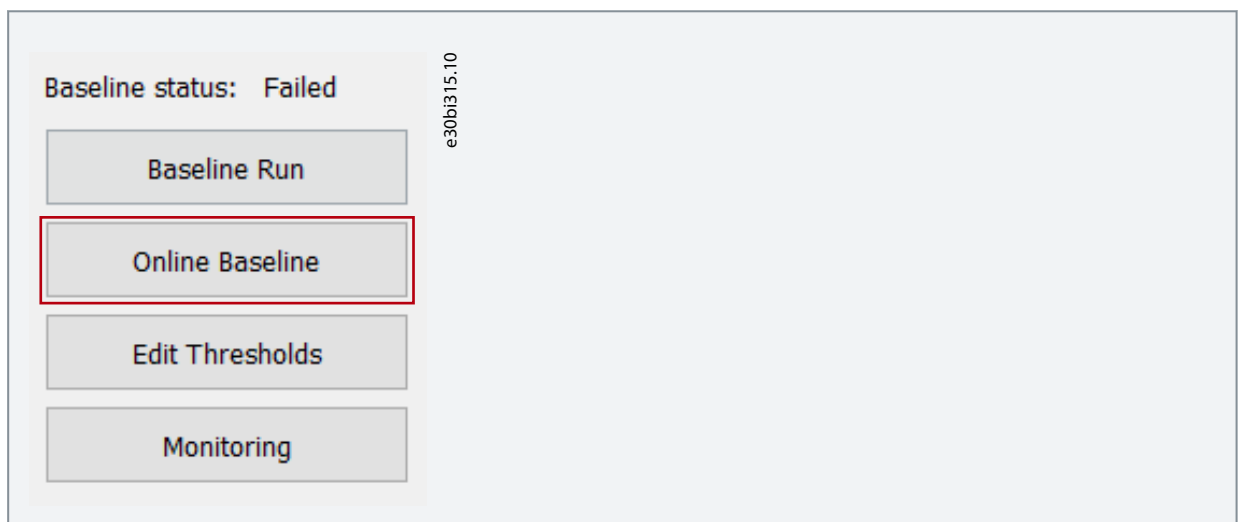 Baseline status: Failed
Baseline Run
Online Baseline
Edit Thresholds
Monitoring
e30bi315.10